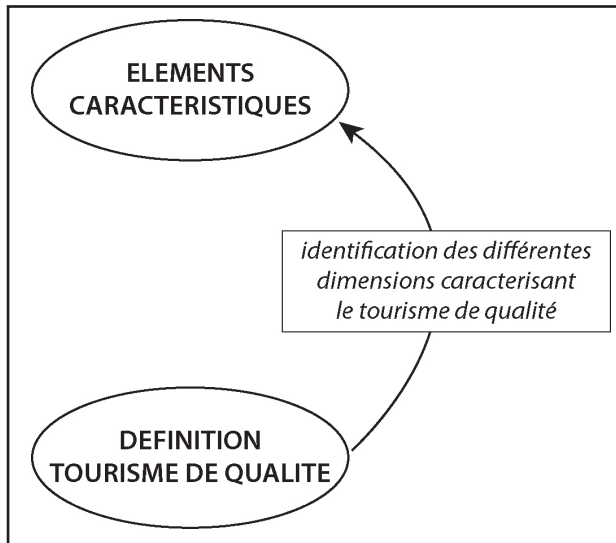 ELEMENTS
CARACTERISTIQUES
identification des différentes
dimensions caracterisant
le tourisme de qualité
DEFINITION
TOURISME DE QUALITE